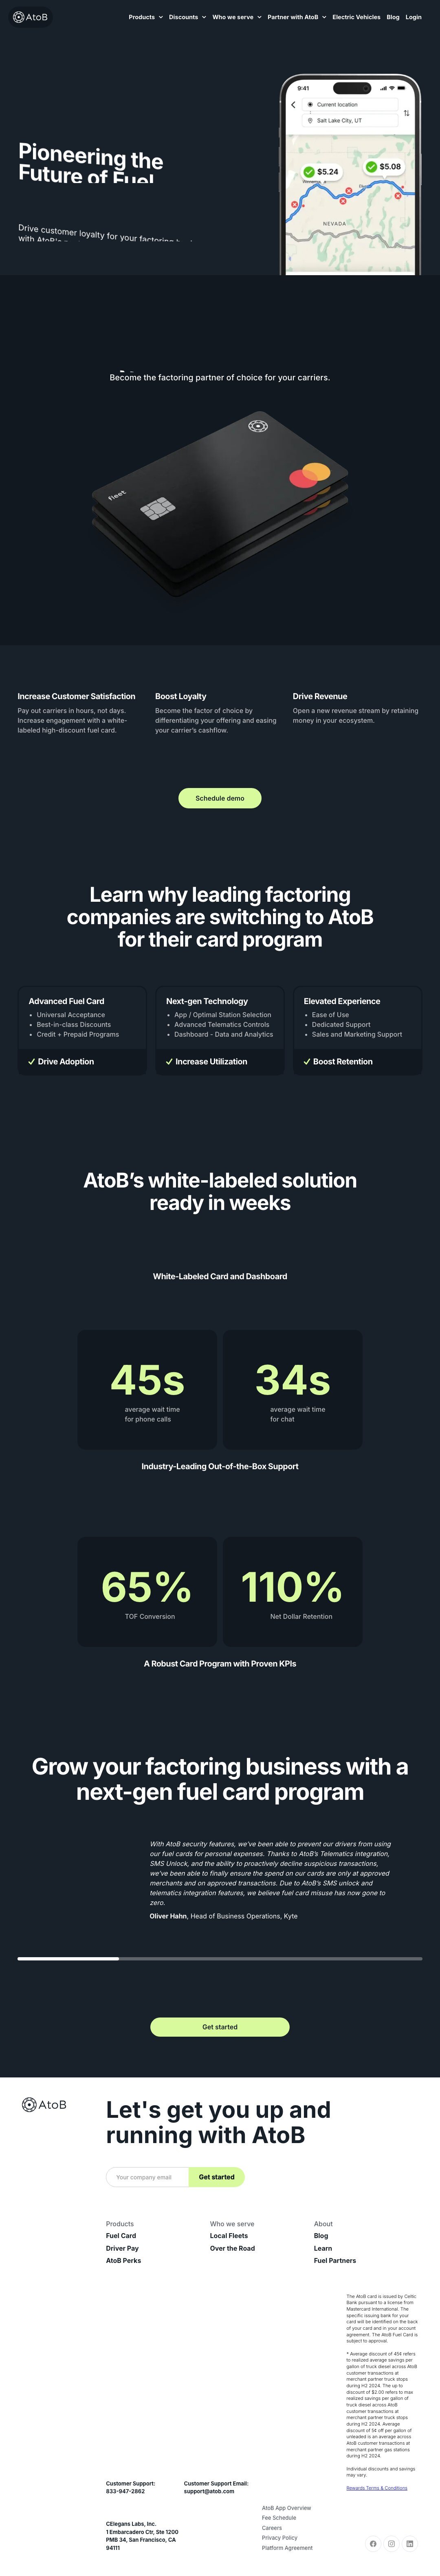 AtoB
Products
Discounts
Who we serve
Partner with AtoB
Electric Vehicles
Blog
Login
9:41
Current location
Salt Lake City, UT
$5.24
$5.08
NEVADA
Pioneering the
Future of Fuel
Drive customer loyalty for your factoring
with AtoB's
Become the factoring partner of choice for your carriers.
fleet
Increase Customer Satisfaction
Pay out carriers in hours, not days.
Increase engagement with a white-
labeled high-discount fuel card.
Boost Loyalty
Become the factor of choice by
differentiating your offering and easing
your carrier's cashflow.
Drive Revenue
Open a new revenue stream by retaining
money in your ecosystem.
Schedule demo
Learn why leading factoring
companies are switching to AtoB
for their card program
Advanced Fuel Card
• Universal Acceptance
• Best-in-class Discounts
• Credit + Prepaid Programs
Drive Adoption
Next-gen Technology
• App / Optimal Station Selection
• Advanced Telematics Controls
• Dashboard - Data and Analytics
Increase Utilization
Elevated Experience
• Ease of Use
• Dedicated Support
• Sales and Marketing Support
Boost Retention
AtoB's white-labeled solution
ready in weeks
White-Labeled Card and Dashboard
45s
average wait time
for phone calls
34s
average wait time
for chat
Industry-Leading Out-of-the-Box Support
65%
TOF Conversion
110%
Net Dollar Retention
A Robust Card Program with Proven KPIs
Grow your factoring business with a
next-gen fuel card program
With AtoB security features, we've been able to prevent our drivers from using
our fuel cards for personal expenses. Thanks to AtoB's Telematics integration,
SMS Unlock, and the ability to proactively decline suspicious transactions,
we've been able to finally ensure the spend on our cards are only at approved
merchants and on approved transactions. Due to AtoB's SMS unlock and
telematics integration features, we believe fuel card misuse has now gone to
zero.
Oliver Hahn, Head of Business Operations, Kyte
Get started
AtoB
Let's get you up and
running with AtoB
Your company email
Get started
Products
Fuel Card
Driver Pay
AtoB Perks
Who we serve
Local Fleets
Over the Road
About
Blog
Learn
Fuel Partners
The AtoB card is issued by Celtic
Bank pursuant to a license from
Mastercard International. The
specific issuing bank for your
card will be identified on the back
of your card and in your account
agreement. The AtoB Fuel Card is
subject to approval.
* Average discount of 49¢ refers
to realized average savings per
gallon of truck diesel across AtoB
customer transactions at
merchant partner truck stops
during H2 2024. The up to
discount of $2.00 refers to max
realized savings per gallon of
truck diesel across AtoB
customer transactions at
merchant partner truck stops
during H2 2024. Average
discount of 5¢ off per gallon of
unleaded is an average across
AtoB customer transactions at
merchant partner gas stations
during H2 2024.
Individual discounts and savings
may vary.
Rewards Terms & Conditions
Customer Support:
833-947-2862
Customer Support Email:
support@atob.com
CElegans Labs, Inc.
1 Embarcadero Ctr, Ste 1200
PMB 34, San Francisco, CA
94111
AtoB App Overview
Fee Schedule
Careers
Privacy Policy
Platform Agreement